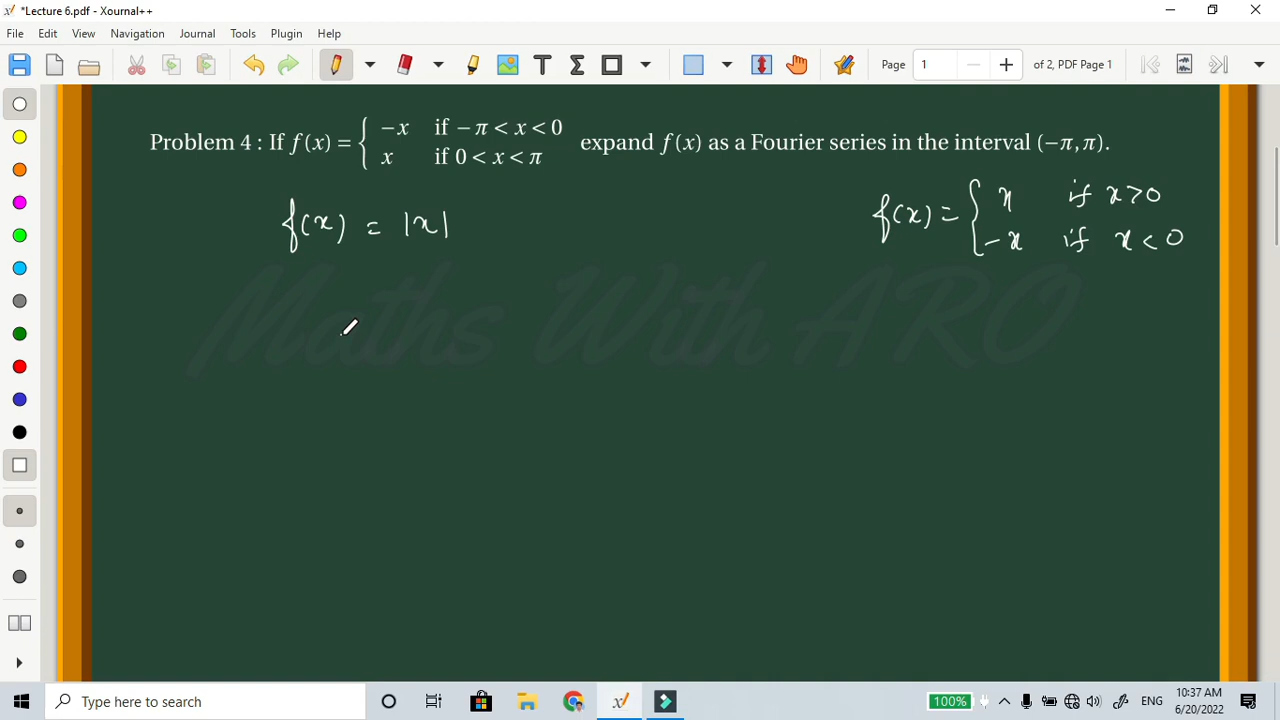 *Lecture 6.pdf - Xournal++
File Edit View Navigation Journal Tools Plugin Help
Page 1 of 2, PDF Page 1
Problem 4 : If f(x) = { −x if − π < x < 0 expand f(x) as a Fourier series in the interval (−π, π).
x if 0 < x < π
f(x) = |x|
f(x) = { x if x > 0
−x if x < 0
Maths With ARO
Type here to search
100%
ENG
10:37 AM
6/20/2022